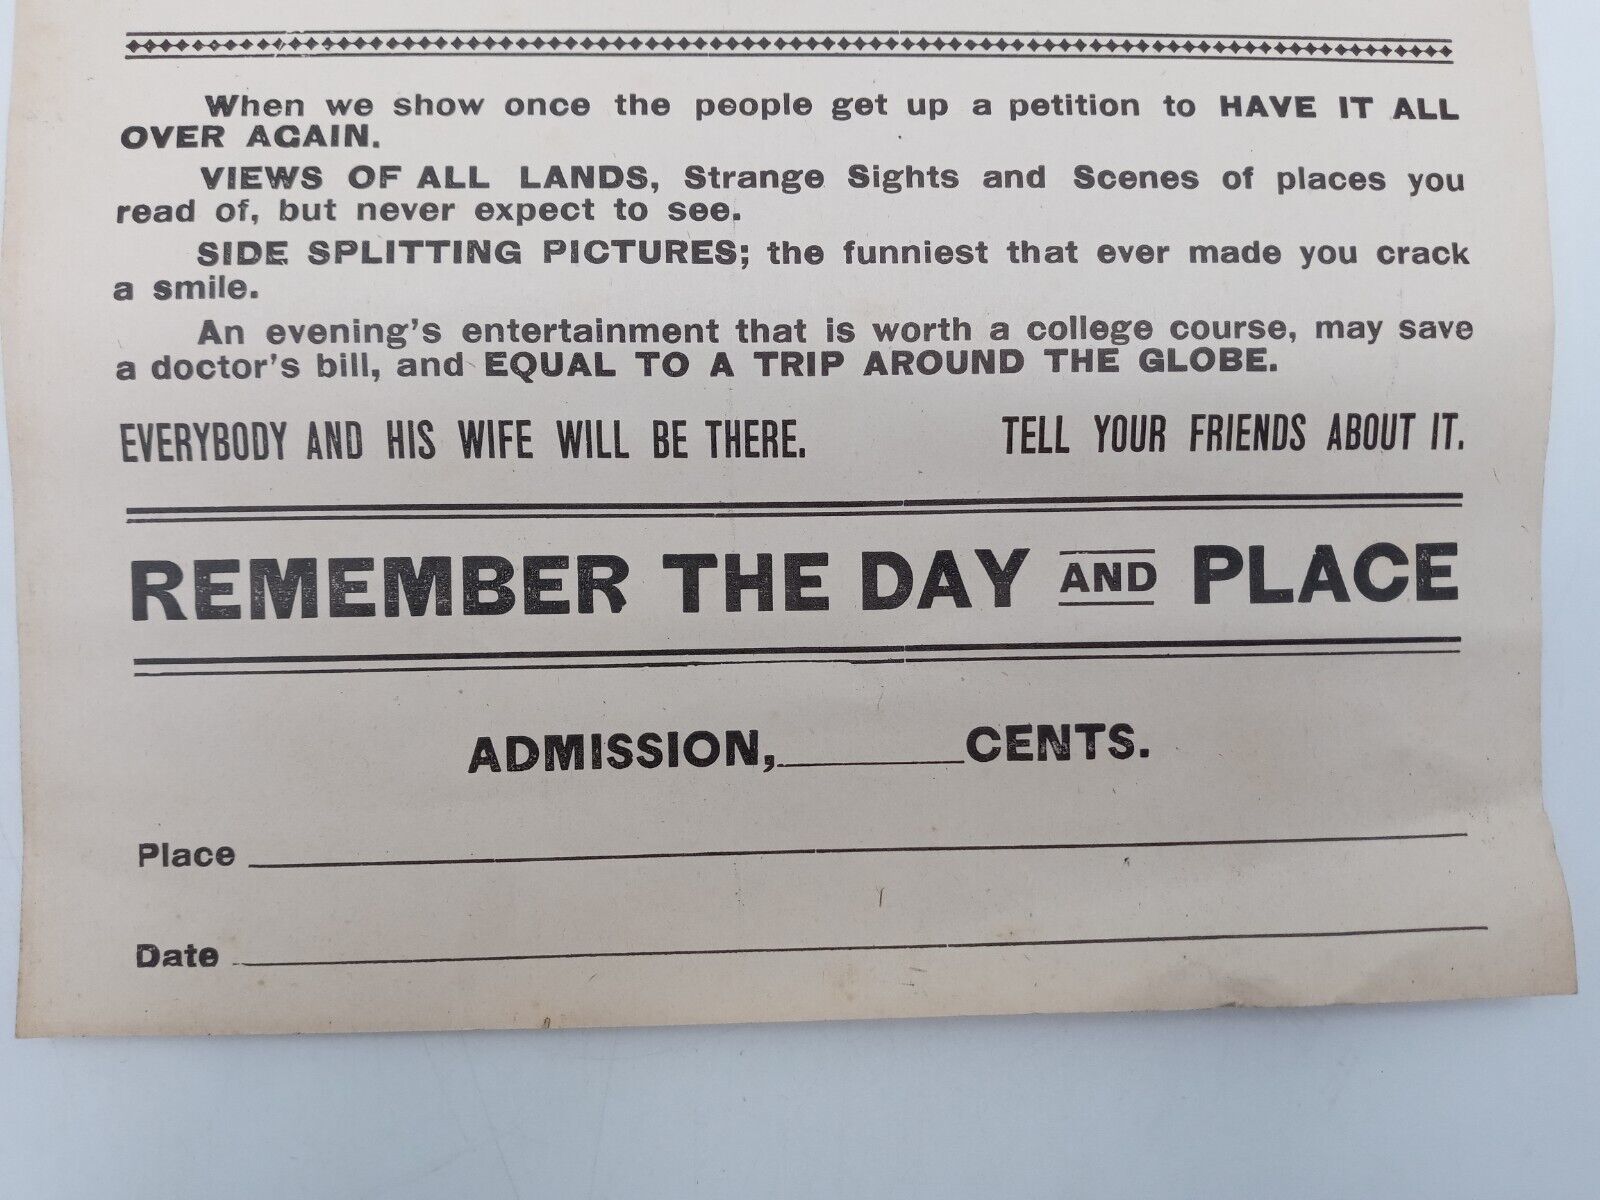 When we show once the people get up a petition to HAVE IT ALL
OVER AGAIN.
VIEWS OF ALL LANDS, Strange Sights and Scenes of places you
read of, but never expect to see.
SIDE SPLITTING PICTURES; the funniest that ever made you crack
a smile.
An evening's entertainment that is worth a college course, may save
a doctor's bill, and EQUAL TO A TRIP AROUND THE GLOBE.
EVERYBODY AND HIS WIFE WILL BE THERE. TELL YOUR FRIENDS ABOUT IT.
REMEMBER THE DAY AND PLACE
ADMISSION, ________ CENTS.
Place
Date